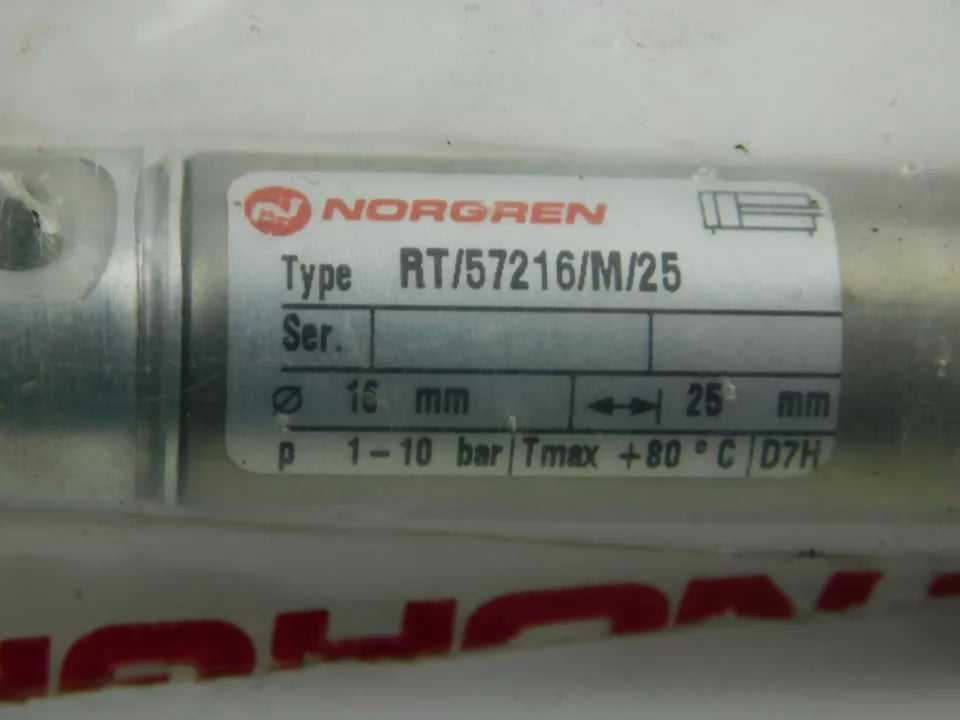 NORGREN
Type RT/57216/M/25
Ser.
Ø 16 mm 25 mm
p 1-10 bar Tmax +80 °C D7H